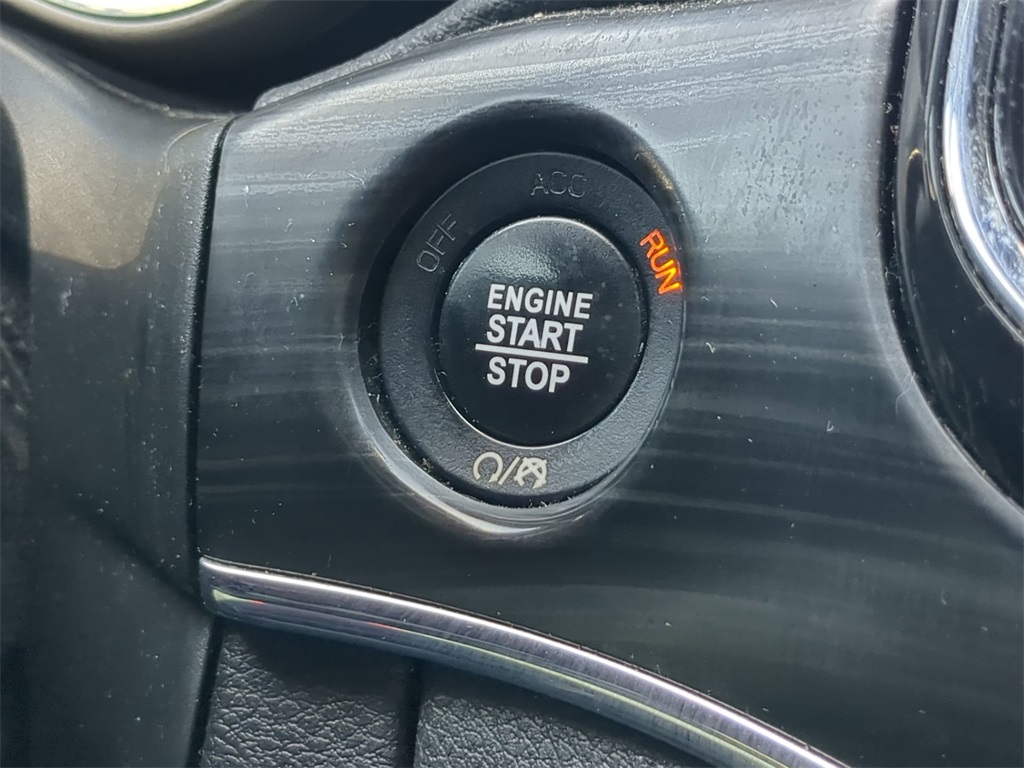 ACC
OFF
RUN
ENGINE
START
STOP